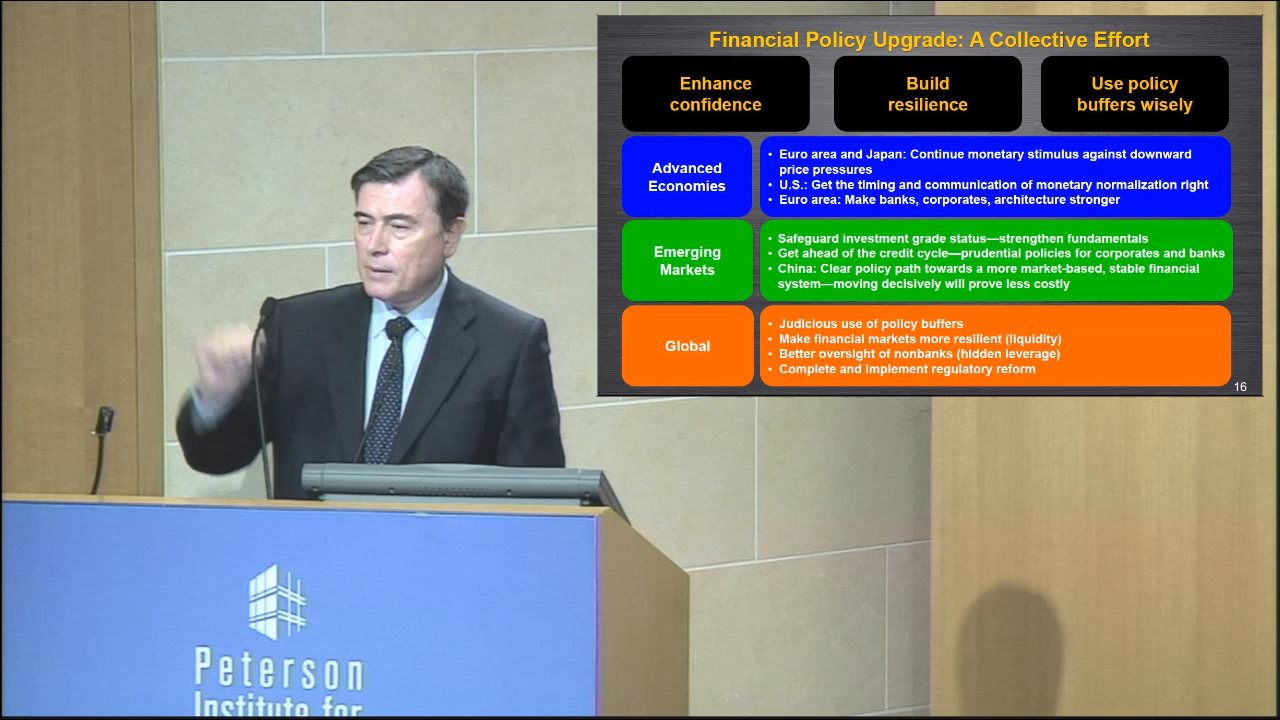 Financial Policy Upgrade: A Collective Effort
Enhance
confidence
Build
resilience
Use policy
buffers wisely
Advanced
Economies
• Euro area and Japan: Continue monetary stimulus against downward
price pressures
• U.S.: Get the timing and communication of monetary normalization right
• Euro area: Make banks, corporates, architecture stronger
Emerging
Markets
• Safeguard investment grade status—strengthen fundamentals
• Get ahead of the credit cycle—prudential policies for corporates and banks
• China: Clear policy path towards a more market-based, stable financial
system—moving decisively will prove less costly
Global
• Judicious use of policy buffers
• Make financial markets more resilient (liquidity)
• Better oversight of nonbanks (hidden leverage)
• Complete and implement regulatory reform
16
Peterson
Institute for